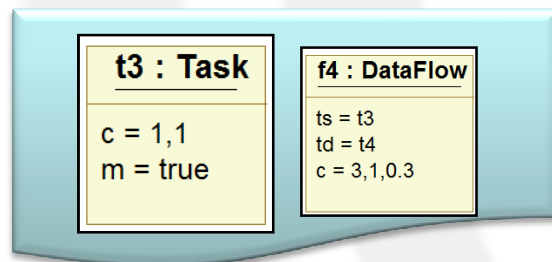 t3 : Task
c = 1,1
m = true
f4 : DataFlow
ts = t3
td = t4
c = 3,1,0.3